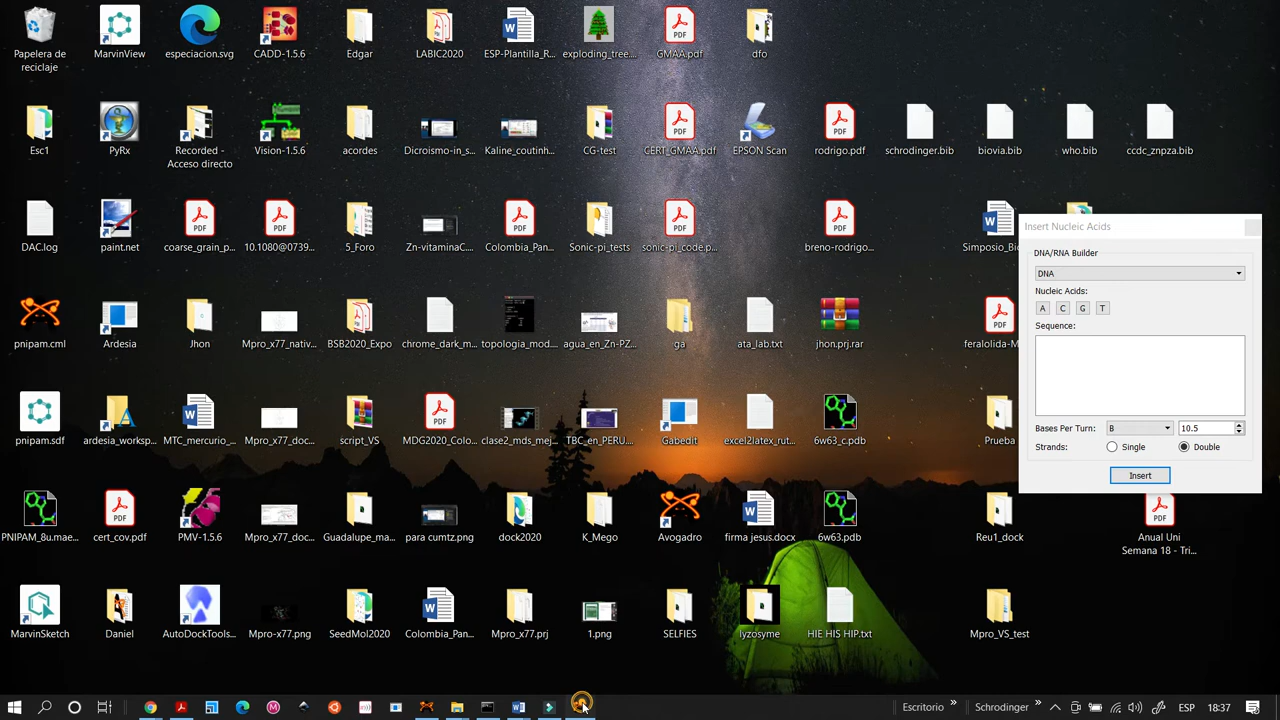 Papelera de
reciclaje
MarvinView
especiacion.svg
CADD-1.5.6
Edgar
LABIC2020
ESP-Plantilla_R...
exploding_tree....
GMAA.pdf
dfo
Esc1
PyRx
Recorded -
Acceso directo
Vision-1.5.6
acordes
Dicroismo-in_s...
Kaline_coutinh...
CG-test
CERT_GMAA.pdf
EPSON Scan
rodrigo.pdf
schrodinger.bib
biovia.bib
who.bib
ccdc_znpza.bib
DAC.log
paint.net
coarse_grain_p...
10.1080@0739...
5_Foro
Zn-vitaminaC...
Colombia_Pan...
Sonic-pi_tests
sonic-pi_code.p...
breno-rodrigo...
Simposio_Bi
pnipam.cml
Ardesia
Jhon
Mpro_x77_nativ...
BSB2020_Expo
chrome_dark_m...
topologia_mod...
agua_en_Zn-PZ...
ga
ata_lab.txt
jhon.prj.rar
feralolida-M
pnipam.sdf
ardesia_worksp...
MTC_mercurio_...
Mpro_x77_doc...
script_VS
MDG2020_Colo...
clase2_mds_mej...
TBC_en_PERU....
Gabedit
excel2latex_rut...
6w63_c.pdb
Prueba
PNIPAM_8u.mae...
cert_cov.pdf
PMV-1.5.6
Mpro_x77_doc...
Guadalupe_ma...
para cumtz.png
dock2020
K_Mego
Avogadro
firma jesus.docx
6w63.pdb
Reu1_dock
Anual Uni
Semana 18 - Tri...
MarvinSketch
Daniel
AutoDockTools...
Mpro-x77.png
SeedMol2020
Colombia_Pan...
Mpro_x77.prj
1.png
SELFIES
lyzosyme
HIE HIS HIP.txt
Mpro_VS_test
Insert Nucleic Acids
DNA/RNA Builder
DNA
Nucleic Acids:
A C G T
Sequence:
Bases Per Turn: B 10.5
Strands: Single Double
Insert
Escritorio » Schrodinger » ESP 18:37